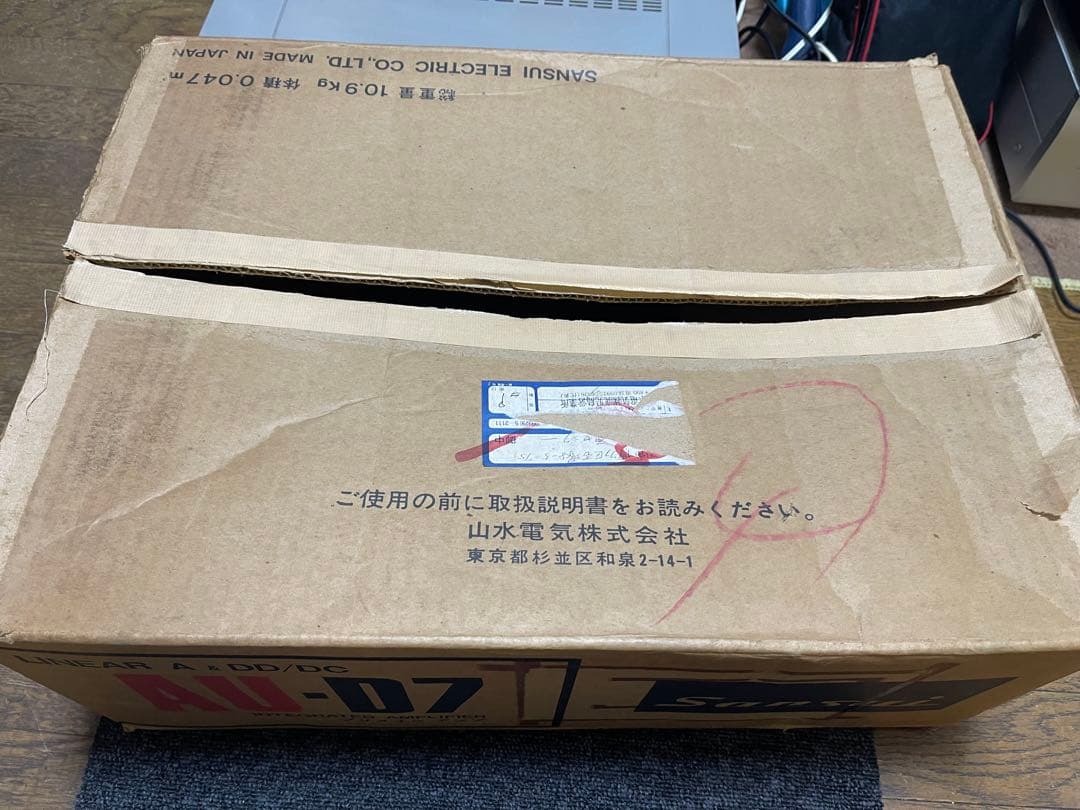 SANSUI ELECTRIC CO.,LTD. MADE IN JAPAN
総重量 10.9Kg 体積 0.047㎥
御中
ご使用の前に取扱説明書をお読みください。
山水電気株式会社
東京都杉並区和泉2-14-1
LINEAR A & DD/DC
AU-D7
INTEGRATED AMPLIFIER
Sansui